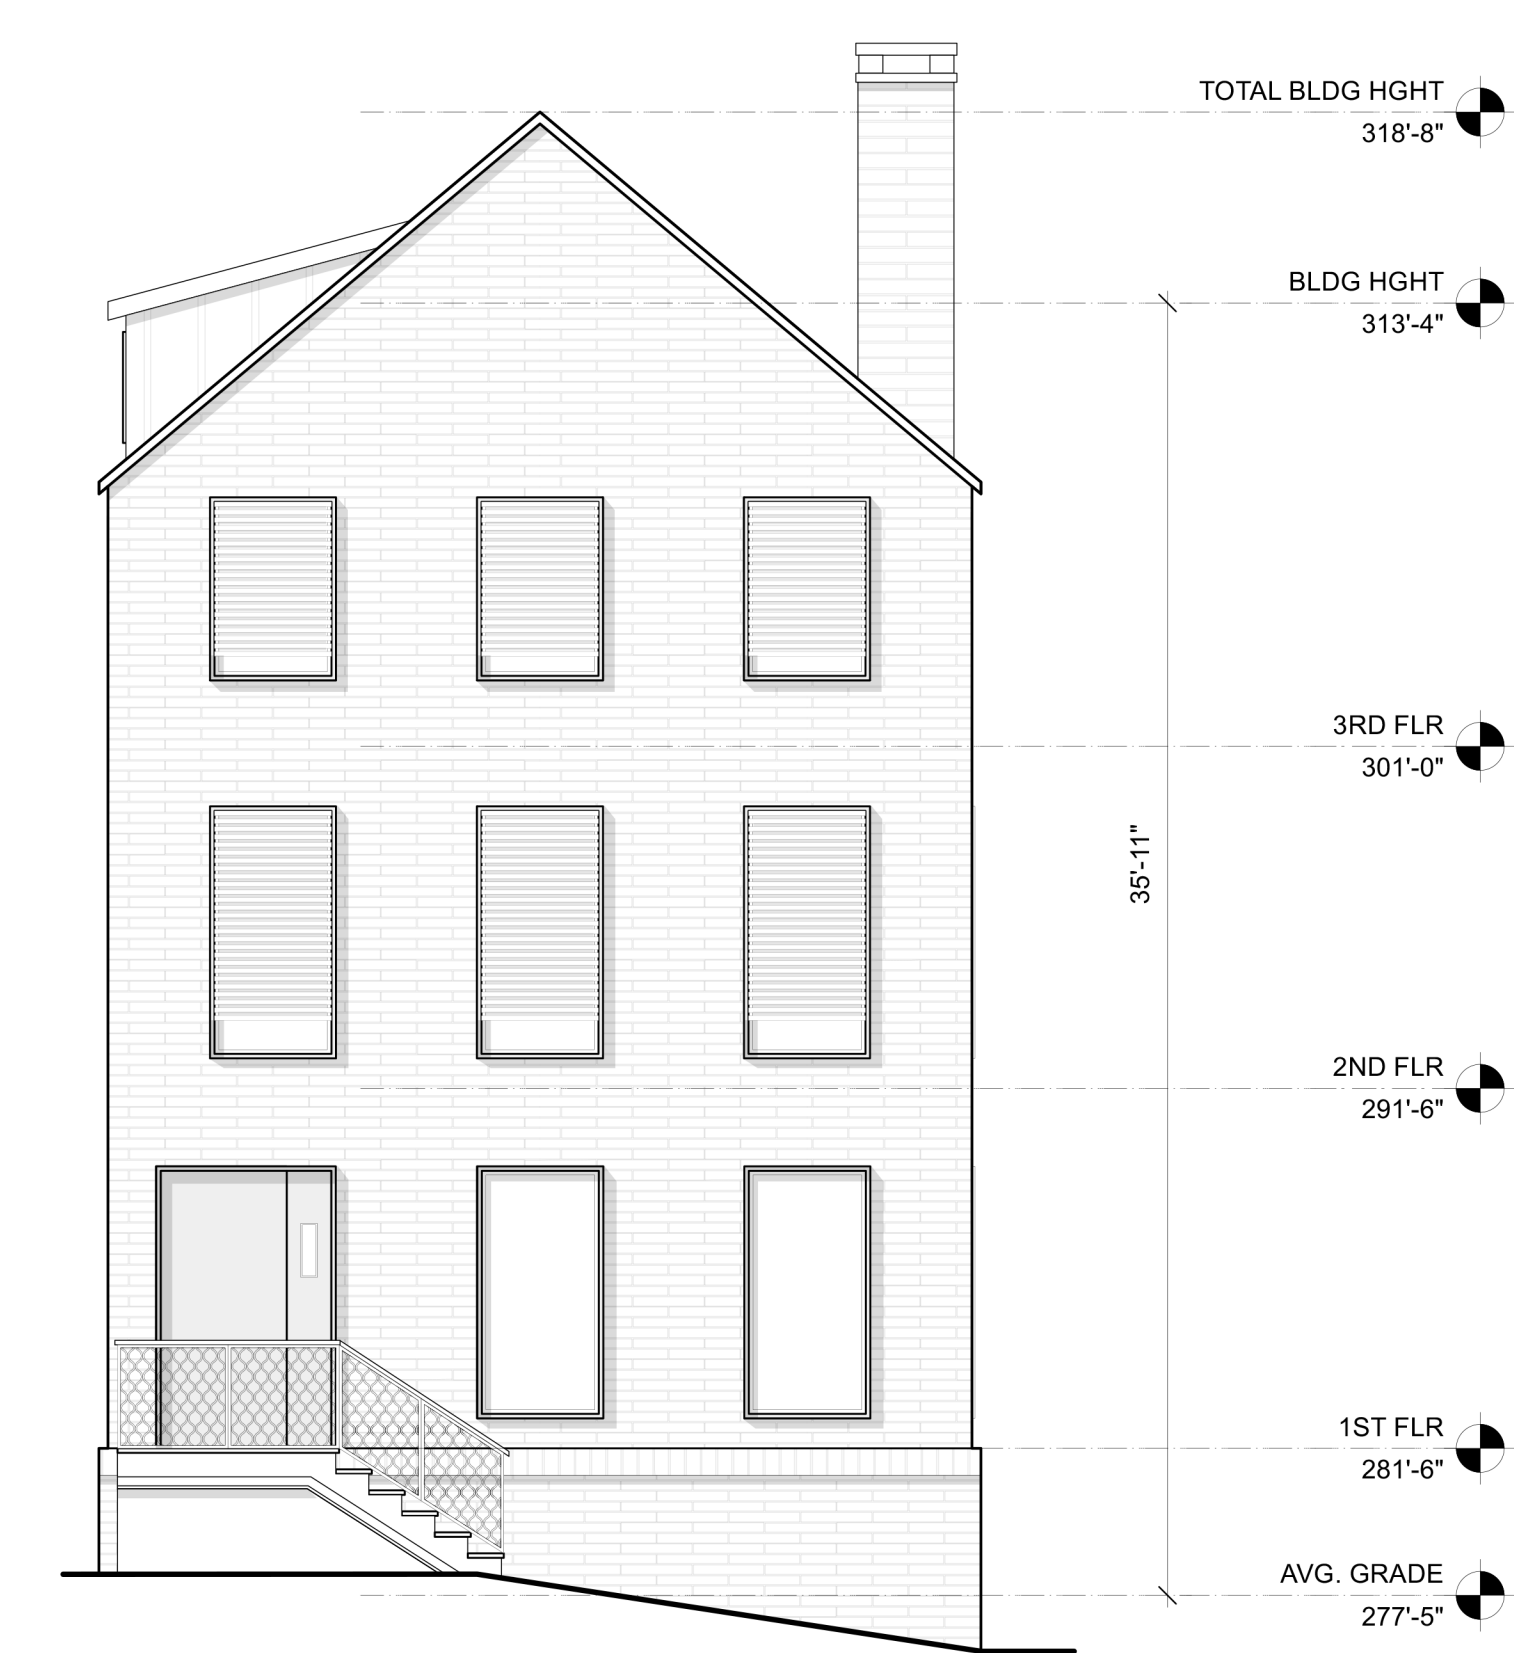 TOTAL BLDG HGHT
318'-8"
BLDG HGHT
313'-4"
3RD FLR
301'-0"
35'-11"
2ND FLR
291'-6"
1ST FLR
281'-6"
AVG. GRADE
277'-5"